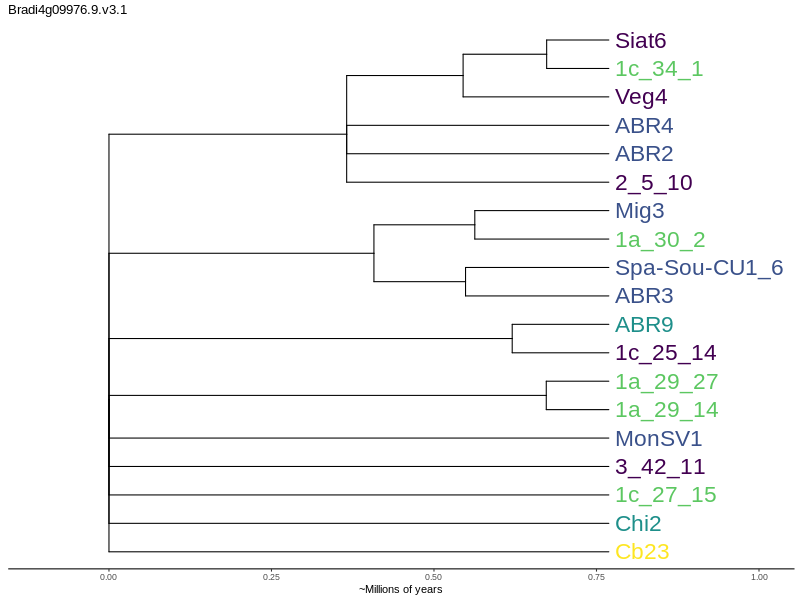 Bradi4g09976.9.v3.1
Siat6
1c_34_1
Veg4
ABR4
ABR2
2_5_10
Mig3
1a_30_2
Spa-Sou-CU1_6
ABR3
ABR9
1c_25_14
1a_29_27
1a_29_14
MonSV1
3_42_11
1c_27_15
Chi2
Cb23
0.00 0.25 0.50 0.75 1.00
~Millions of years